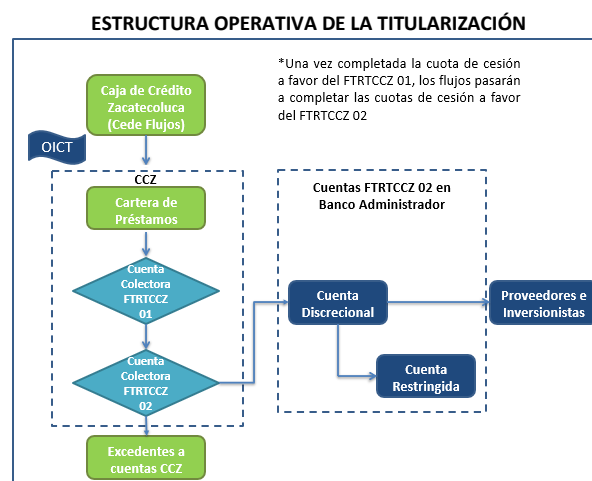 ESTRUCTURA OPERATIVA DE LA TITULARIZACIÓN
*Una vez completada la cuota de cesión
a favor del FTRTCCZ 01, los flujos pasarán
a completar las cuotas de cesión a favor
del FTRTCCZ 02
Caja de Crédito
Zacatecoluca
(Cede Flujos)
OICT
CCZ
Cartera de
Préstamos
Cuenta
Colectora
FTRTCCZ
01
Cuenta
Colectora
FTRTCCZ
02
Excedentes a
cuentas CCZ
Cuentas FTRTCCZ 02 en
Banco Administrador
Cuenta
Discrecional
Cuenta
Restringida
Proveedores e
Inversionistas